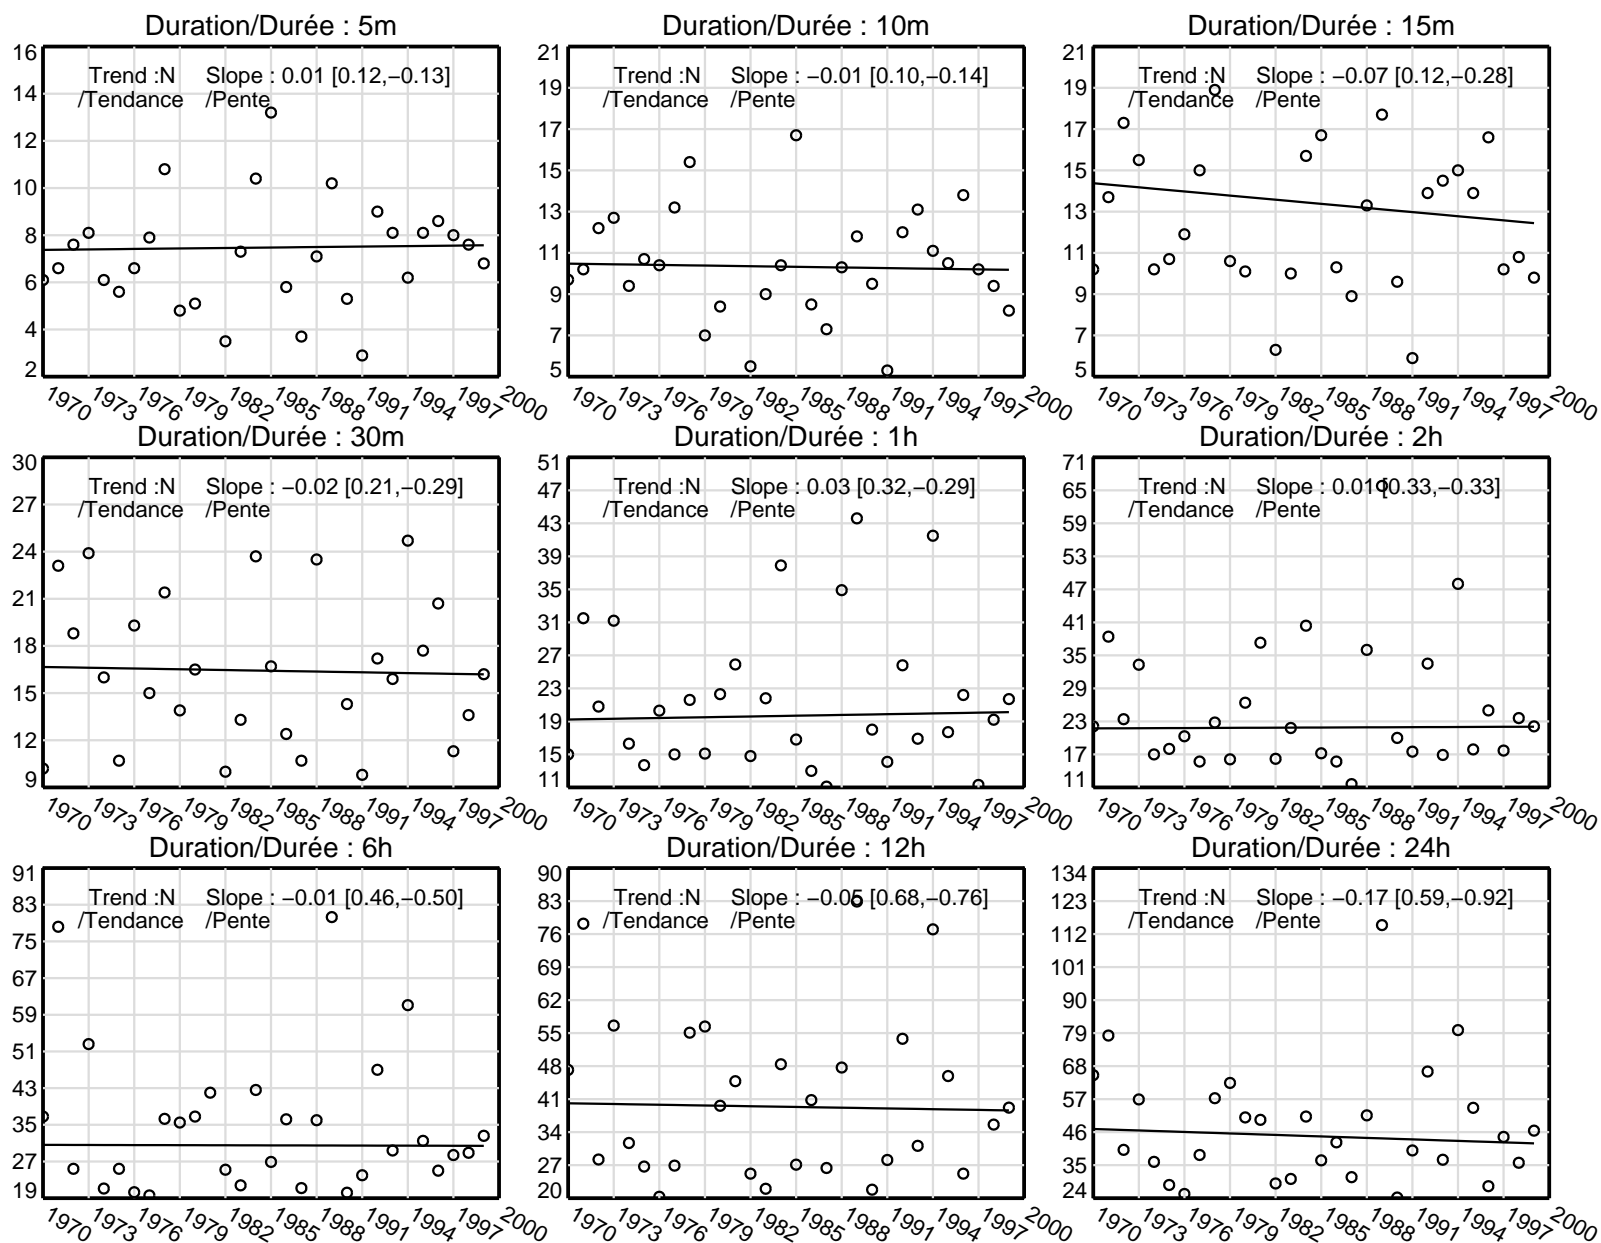 Duration/Durée : 5m
Trend :N Slope : 0.01 [0.12,−0.13]
/Tendance /Pente
16
14
12
10
8
6
4
2
1970 1973 1976 1979 1982 1985 1988 1991 1994 1997 2000
Duration/Durée : 10m
Trend :N Slope : −0.01 [0.10,−0.14]
/Tendance /Pente
21
19
17
15
13
11
9
7
5
1970 1973 1976 1979 1982 1985 1988 1991 1994 1997 2000
Duration/Durée : 15m
Trend :N Slope : −0.07 [0.12,−0.28]
/Tendance /Pente
21
19
17
15
13
11
9
7
5
1970 1973 1976 1979 1982 1985 1988 1991 1994 1997 2000
Duration/Durée : 30m
Trend :N Slope : −0.02 [0.21,−0.29]
/Tendance /Pente
30
27
24
21
18
15
12
9
1970 1973 1976 1979 1982 1985 1988 1991 1994 1997 2000
Duration/Durée : 1h
Trend :N Slope : 0.03 [0.32,−0.29]
/Tendance /Pente
51
47
43
39
35
31
27
23
19
15
11
1970 1973 1976 1979 1982 1985 1988 1991 1994 1997 2000
Duration/Durée : 2h
Trend :N Slope : 0.01 [0.33,−0.33]
/Tendance /Pente
71
65
59
53
47
41
35
29
23
17
11
1970 1973 1976 1979 1982 1985 1988 1991 1994 1997 2000
Duration/Durée : 6h
Trend :N Slope : −0.01 [0.46,−0.50]
/Tendance /Pente
91
83
75
67
59
51
43
35
27
19
1970 1973 1976 1979 1982 1985 1988 1991 1994 1997 2000
Duration/Durée : 12h
Trend :N Slope : −0.05 [0.68,−0.76]
/Tendance /Pente
90
83
76
69
62
55
48
41
34
27
20
1970 1973 1976 1979 1982 1985 1988 1991 1994 1997 2000
Duration/Durée : 24h
Trend :N Slope : −0.17 [0.59,−0.92]
/Tendance /Pente
134
123
112
101
90
79
68
57
46
35
24
1970 1973 1976 1979 1982 1985 1988 1991 1994 1997 2000